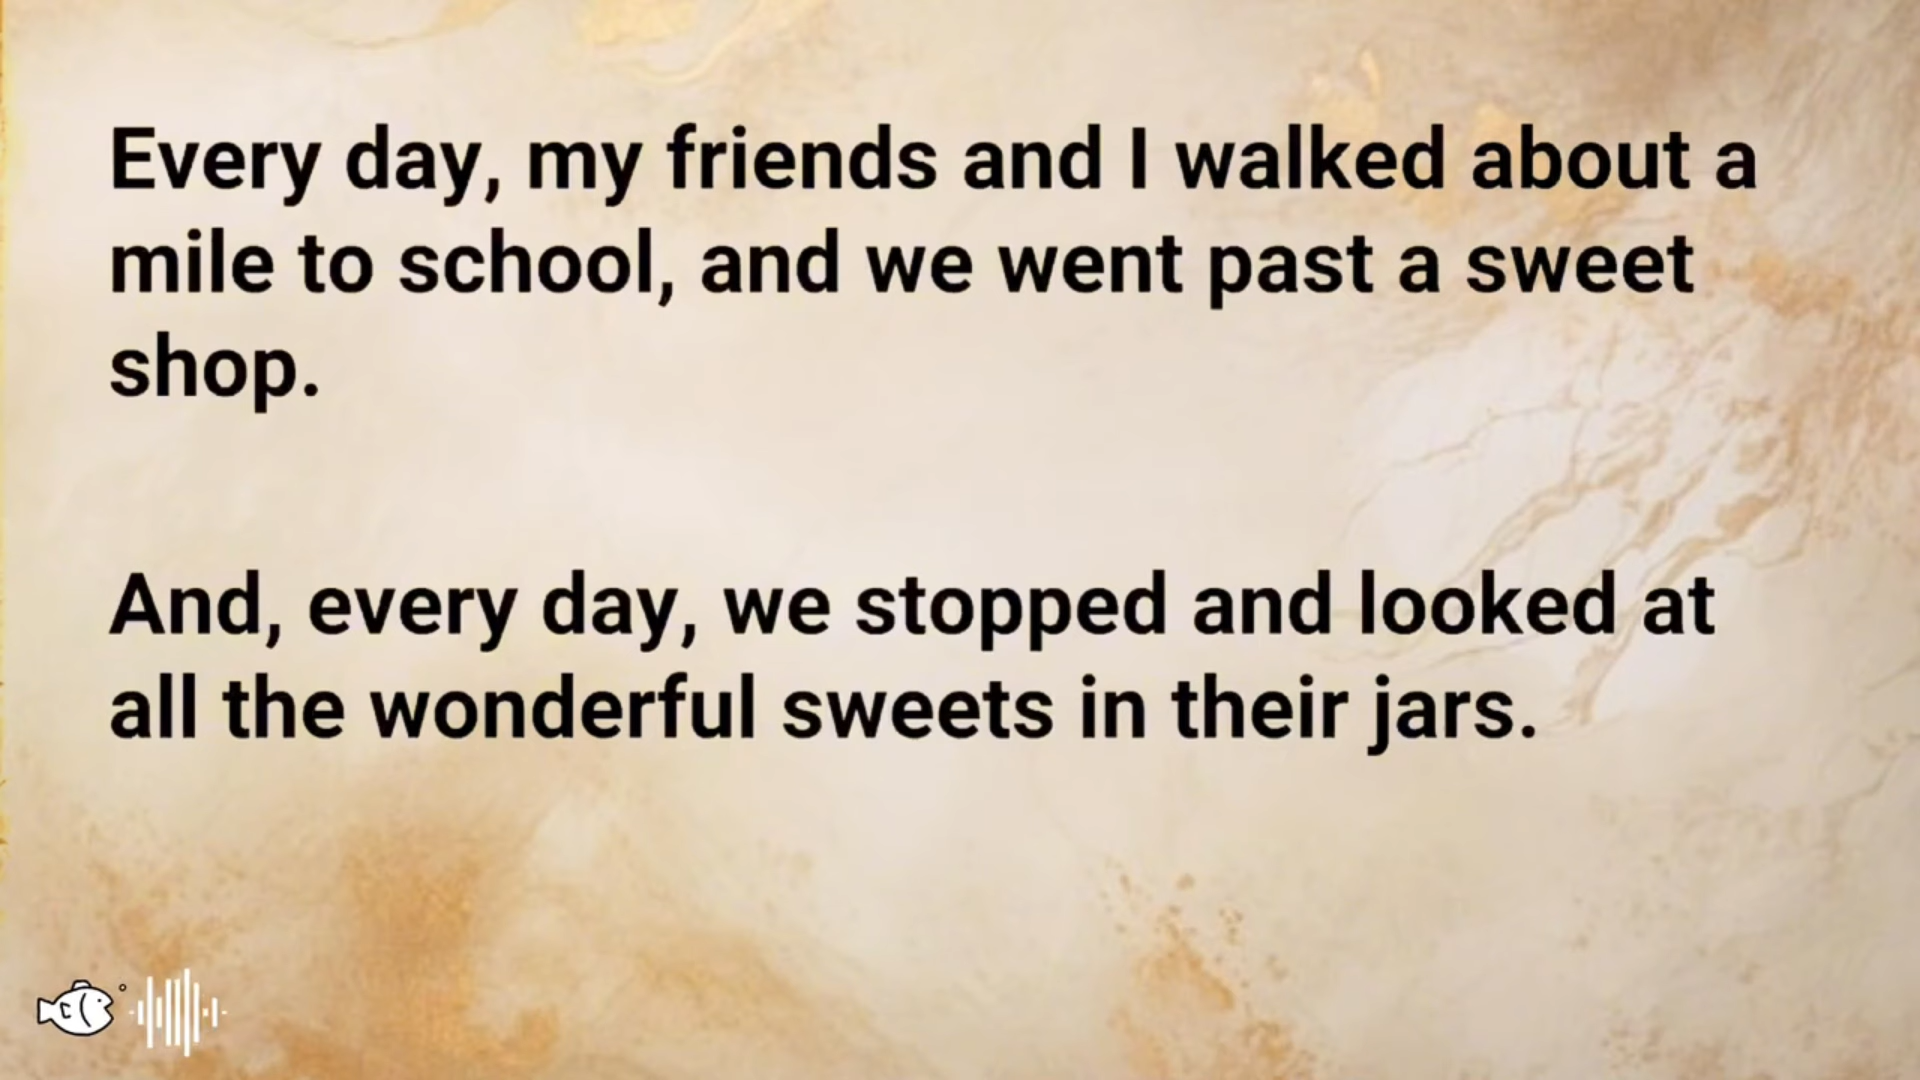 Every day, my friends and I walked about a
mile to school, and we went past a sweet
shop.
And, every day, we stopped and looked at
all the wonderful sweets in their jars.